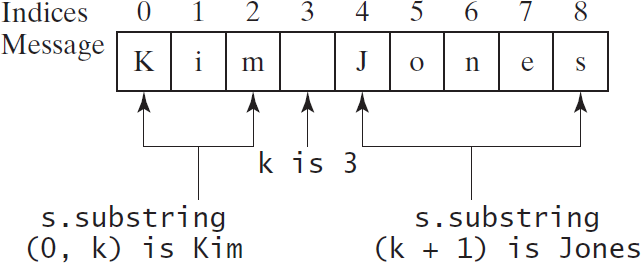 Indices 0 1 2 3 4 5 6 7 8
Message K i m J o n e s
k is 3
s.substring
(0, k) is Kim
s.substring
(k + 1) is Jones